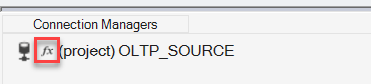 Connection Managers
fx (project) OLTP_SOURCE